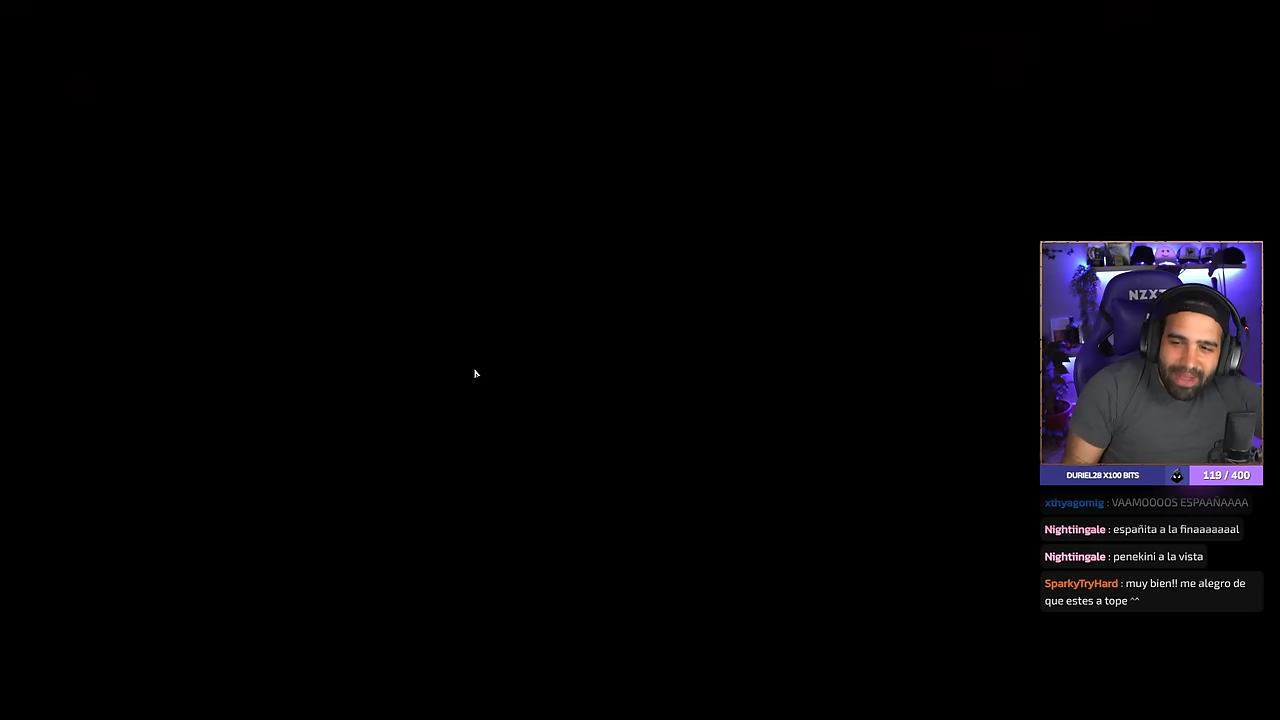 NZXT
DURIEL28 X100 BITS
119 / 400
xthyagomig : VAAMOOOOS ESPAAÑAAAA
Nightiingale : españita a la finaaaaaaal
Nightiingale : penekini a la vista
SparkyTryHard : muy bien!! me alegro de
que estes a tope ^^